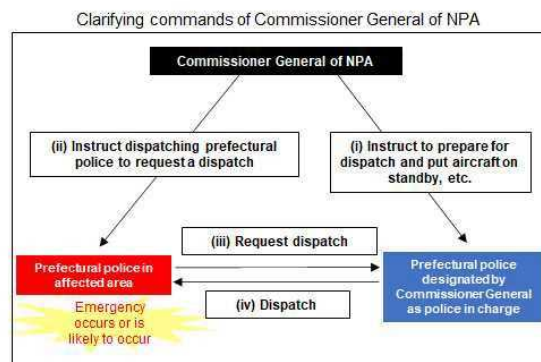 Clarifying commands of Commissioner General of NPA
Commissioner General of NPA
(ii) Instruct dispatching prefectural
police to request a dispatch
(i) Instruct to prepare for
dispatch and put aircraft on
standby, etc.
(iii) Request dispatch
Prefectural police in
affected area
Prefectural police
designated by
Commissioner General
as police in charge
(iv) Dispatch
Emergency
occurs or is
likely to occur